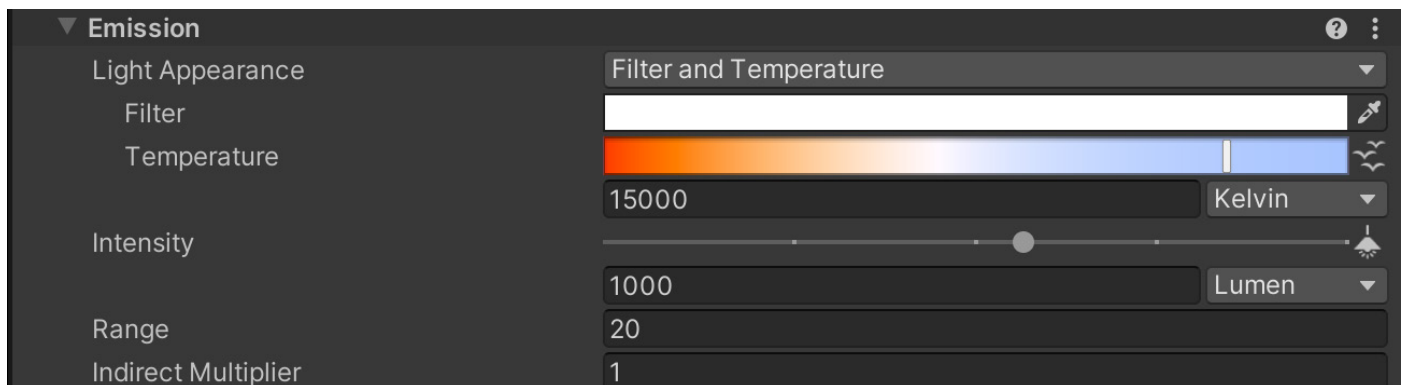 Emission
Light Appearance Filter and Temperature
Filter
Temperature
15000 Kelvin
Intensity
1000 Lumen
Range 20
Indirect Multiplier 1